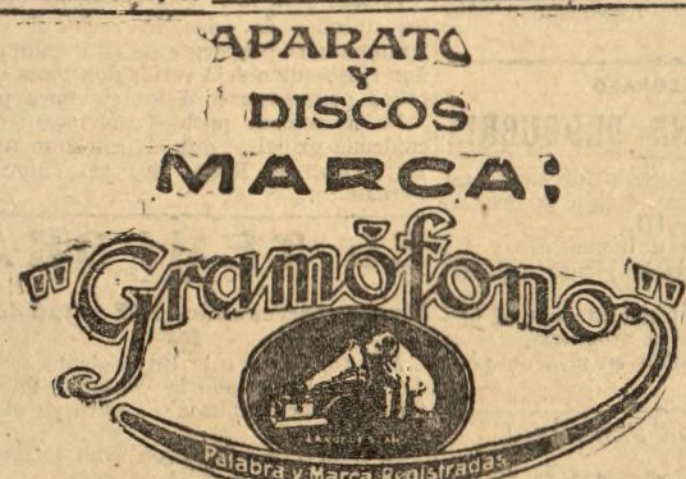 APARATO
Y
DISCOS
MARCA:
"Gramófono"
Palabra y Marca Registradas